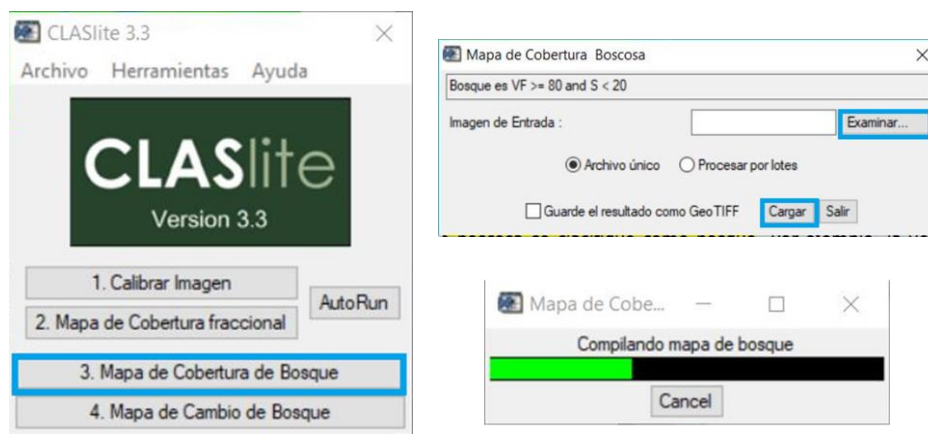 CLASlite 3.3
Archivo Herramientas Ayuda
CLASlite
Version 3.3
1. Calibrar Imagen
AutoRun
2. Mapa de Cobertura fraccional
3. Mapa de Cobertura de Bosque
4. Mapa de Cambio de Bosque
Mapa de Cobertura Boscosa
Bosque es VF >= 80 and S < 20
Imagen de Entrada :
Examinar...
Archivo único Procesar por lotes
Guarde el resultado como GeoTIFF Cargar Salir
Mapa de Cobe...
Compilando mapa de bosque
Cancel